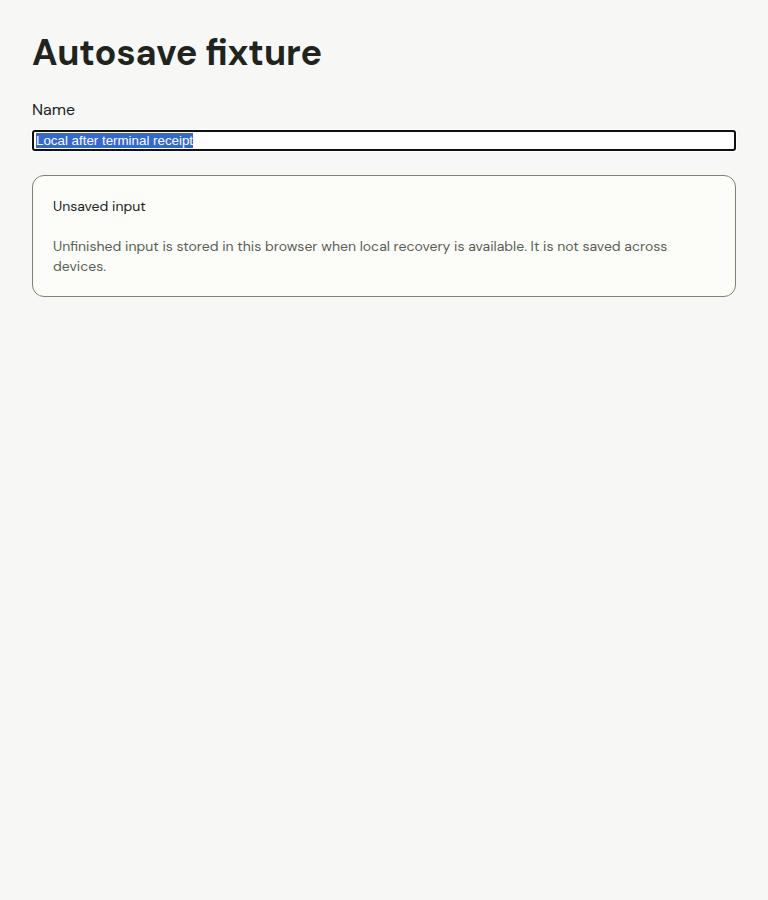 Autosave fixture
Name
Local after terminal receipt
Unsaved input
Unfinished input is stored in this browser when local recovery is available. It is not saved across
devices.